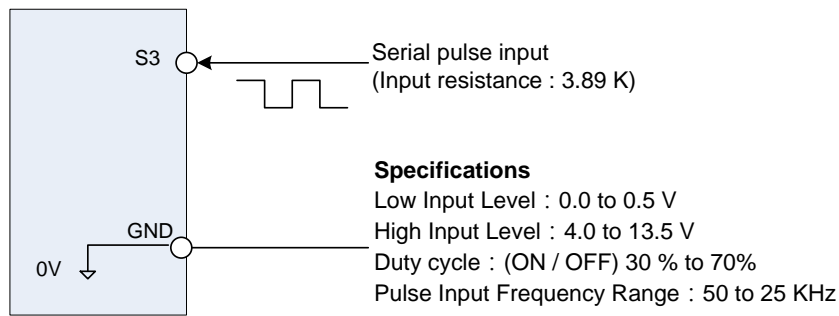 S3
Serial pulse input
(Input resistance : 3.89 K)
Specifications
Low Input Level : 0.0 to 0.5 V
High Input Level : 4.0 to 13.5 V
GND
Duty cycle : (ON / OFF) 30 % to 70%
0V
Pulse Input Frequency Range : 50 to 25 KHz